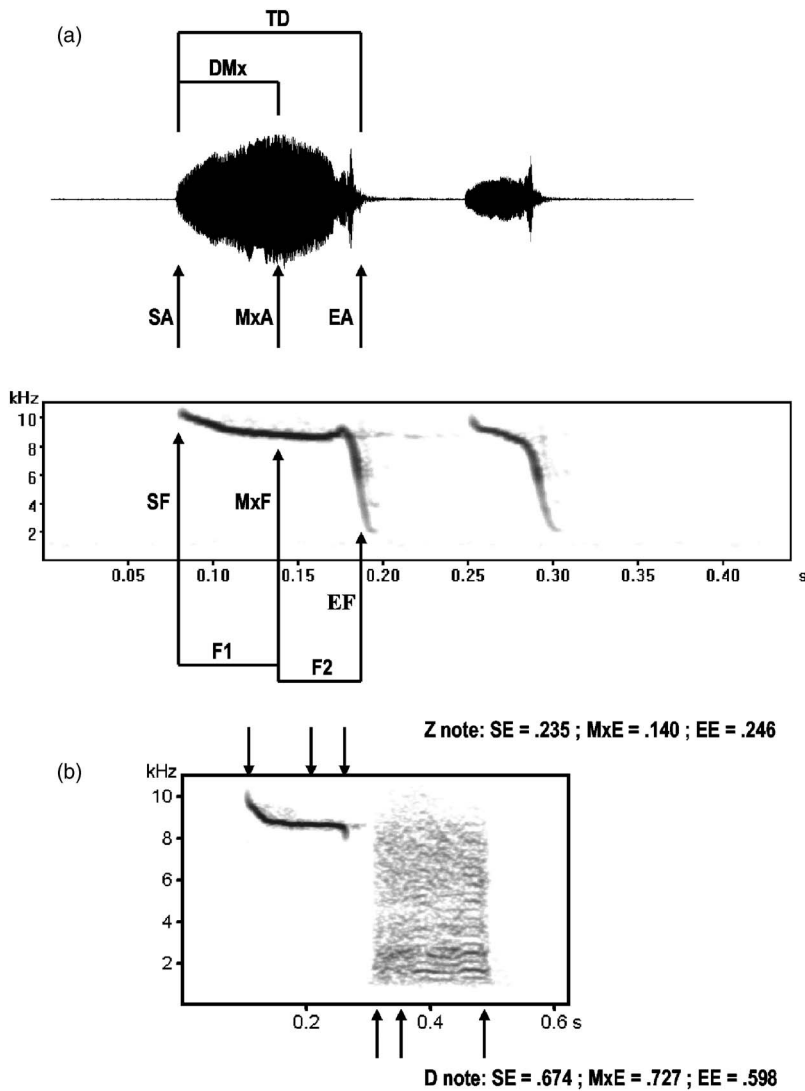 (a)
TD
DMx
SA MxA EA
kHz
10
8
SF MxF
6
4
2
0.05 0.10 0.15 0.20 0.25 0.30 0.35 0.40 s
EF
F1
F2
Z note: SE = .235 ; MxE = .140 ; EE = .246
(b)
kHz
10
8
6
4
2
0.2 0.4 0.6 s
D note: SE = .674 ; MxE = .727 ; EE = .598